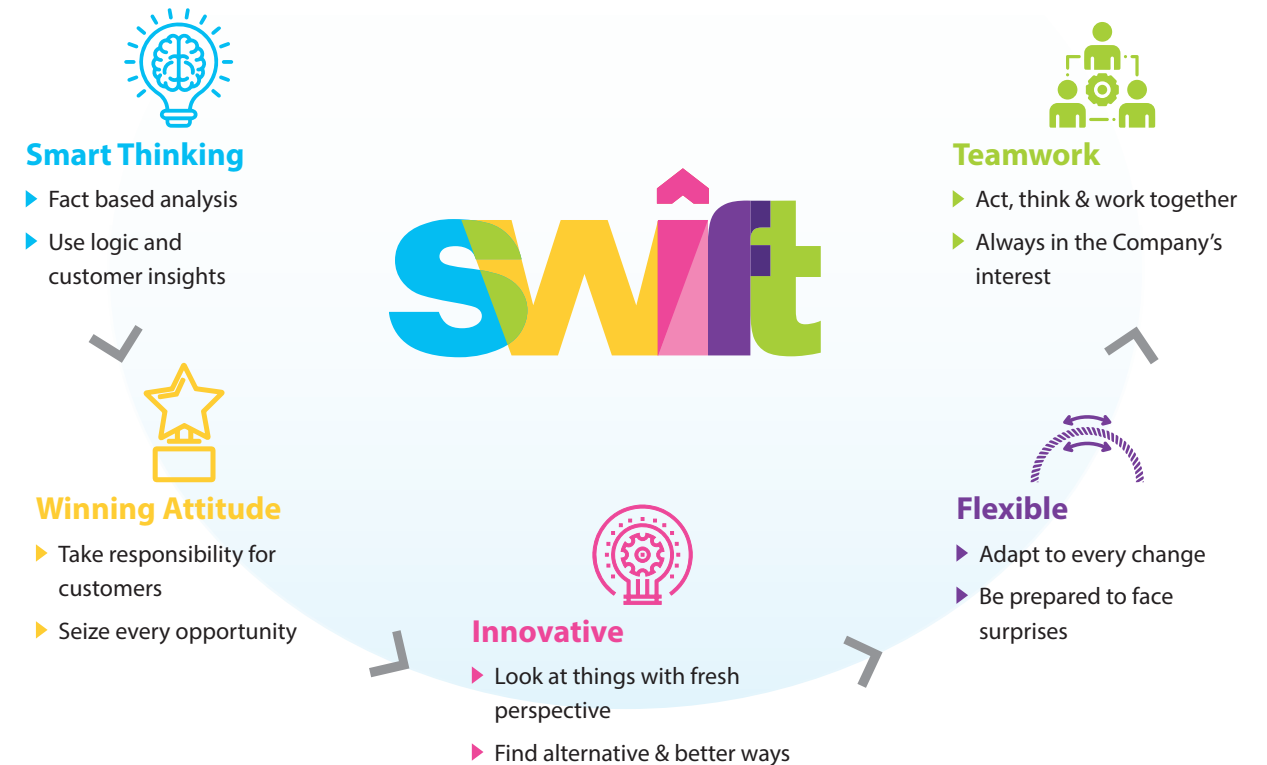 Smart Thinking
Fact based analysis
Use logic and
customer insights
Winning Attitude
Take responsibility for
customers
Seize every opportunity
swift
Innovative
Look at things with fresh
perspective
Find alternative & better ways
Flexible
Adapt to every change
Be prepared to face
surprises
Teamwork
Act, think & work together
Always in the Company’s
interest